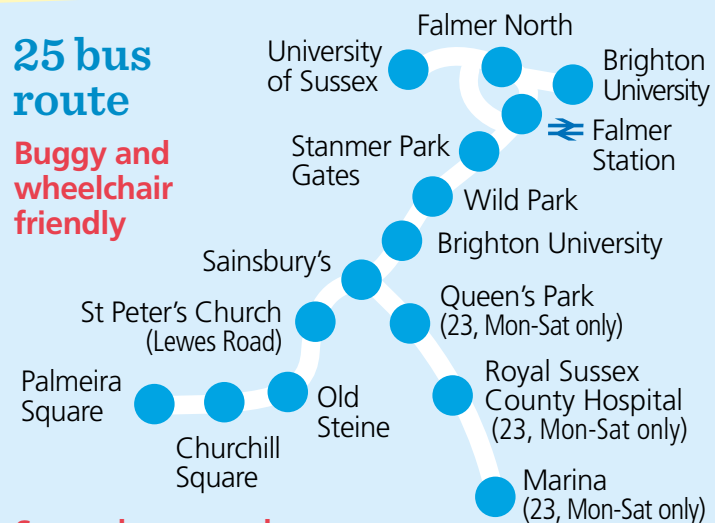 25 bus
route
Buggy and
wheelchair
friendly
Falmer North
University
of Sussex
Brighton
University
Falmer
Station
Stanmer Park
Gates
Wild Park
Brighton University
Sainsbury's
Queen's Park
(23, Mon-Sat only)
St Peter's Church
(Lewes Road)
Royal Sussex
County Hospital
(23, Mon-Sat only)
Palmeira
Square
Old
Steine
Churchill
Square
Marina
(23, Mon-Sat only)